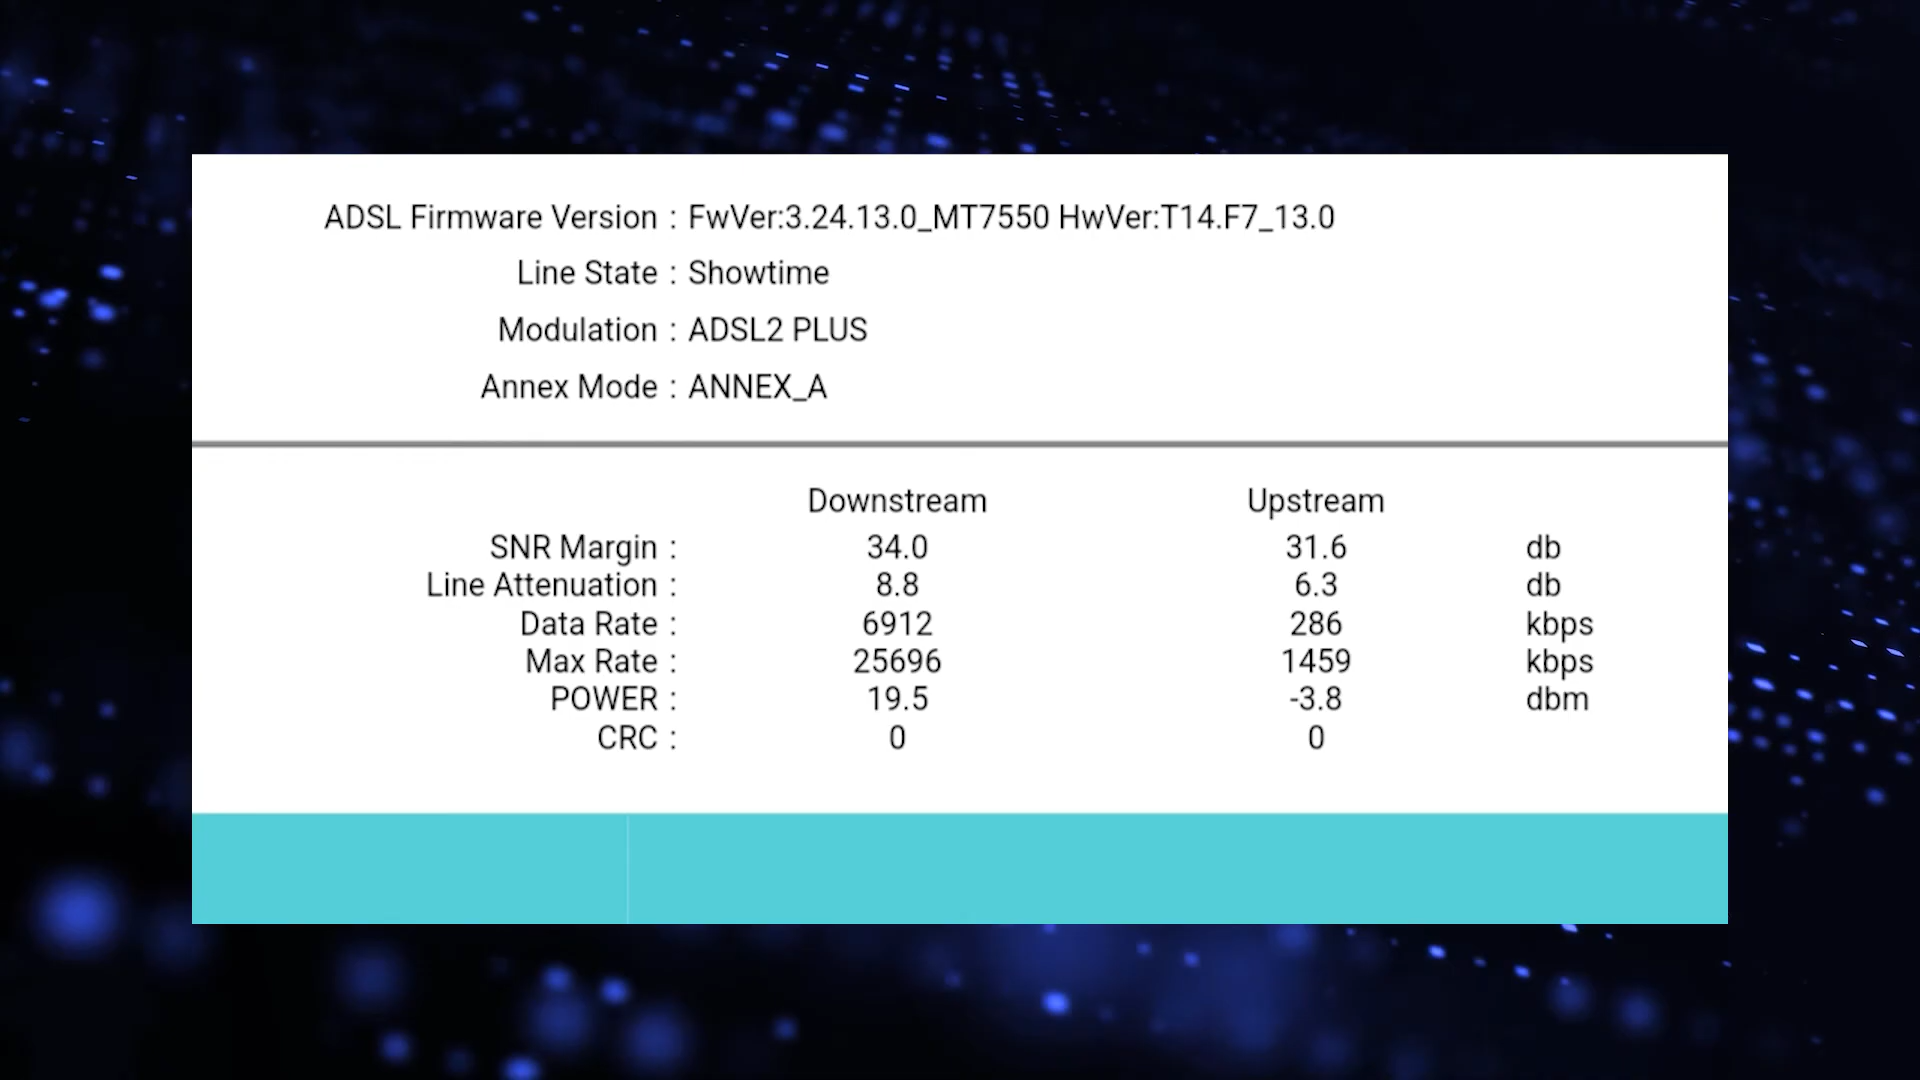 ADSL Firmware Version : FwVer:3.24.13.0_MT7550 HwVer:T14.F7_13.0
Line State : Showtime
Modulation : ADSL2 PLUS
Annex Mode : ANNEX_A
Downstream Upstream
SNR Margin : 34.0 31.6 db
Line Attenuation : 8.8 6.3 db
Data Rate : 6912 286 kbps
Max Rate : 25696 1459 kbps
POWER : 19.5 -3.8 dbm
CRC : 0 0